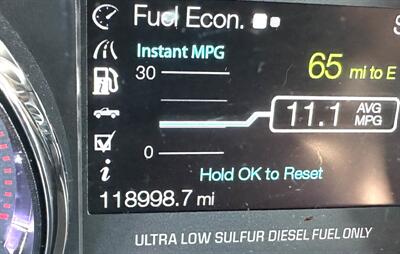 Fuel Econ.
Instant MPG
30
65 mi to E
11.1 AVG MPG
0
Hold OK to Reset
118998.7 mi
ULTRA LOW SULFUR DIESEL FUEL ONLY